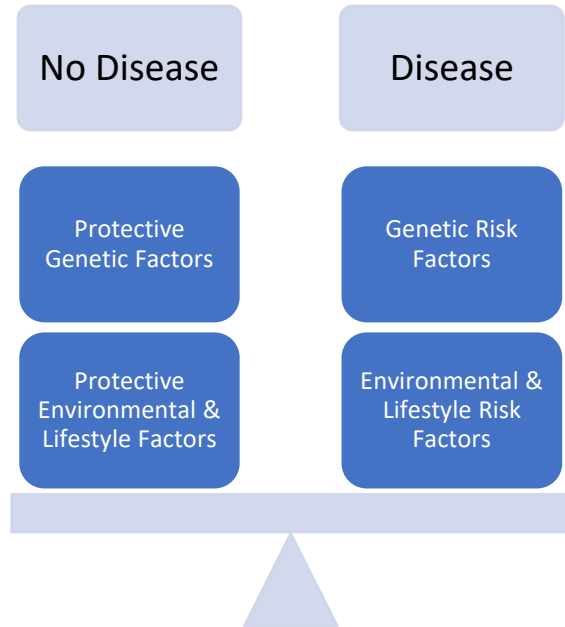 No Disease
Disease
Protective
Genetic Factors
Genetic Risk
Factors
Protective
Environmental &
Lifestyle Factors
Environmental &
Lifestyle Risk
Factors